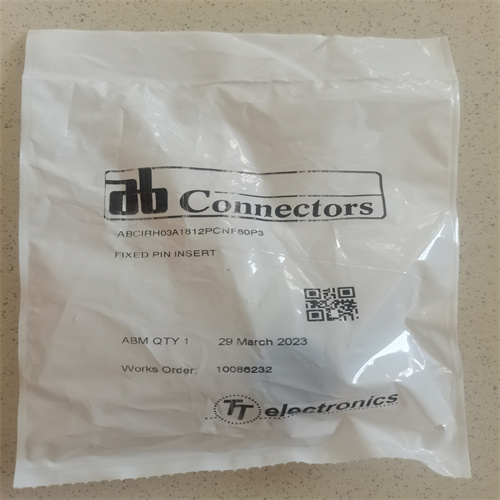 ab Connectors
ABCIRH03A1812PCNF80P3
FIXED PIN INSERT
ABM QTY 1 29 March 2023
Works Order: 10086232
TT electronics